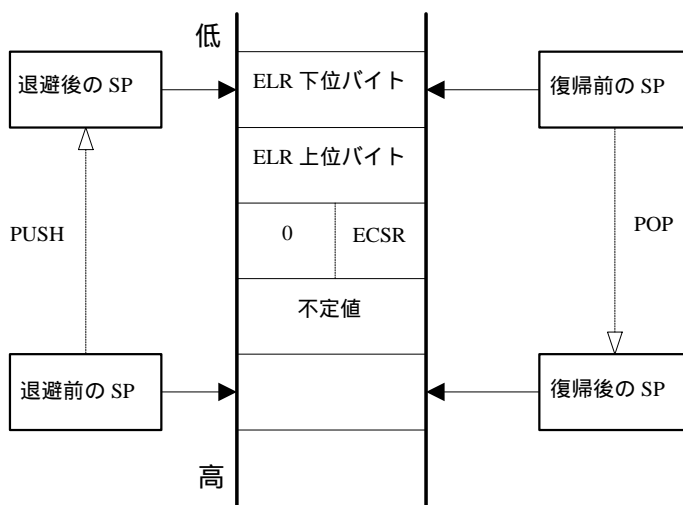 低
退避後の SP
ELR 下位バイト
復帰前の SP
ELR 上位バイト
PUSH
0
ECSR
POP
不定値
退避前の SP
復帰後の SP
高